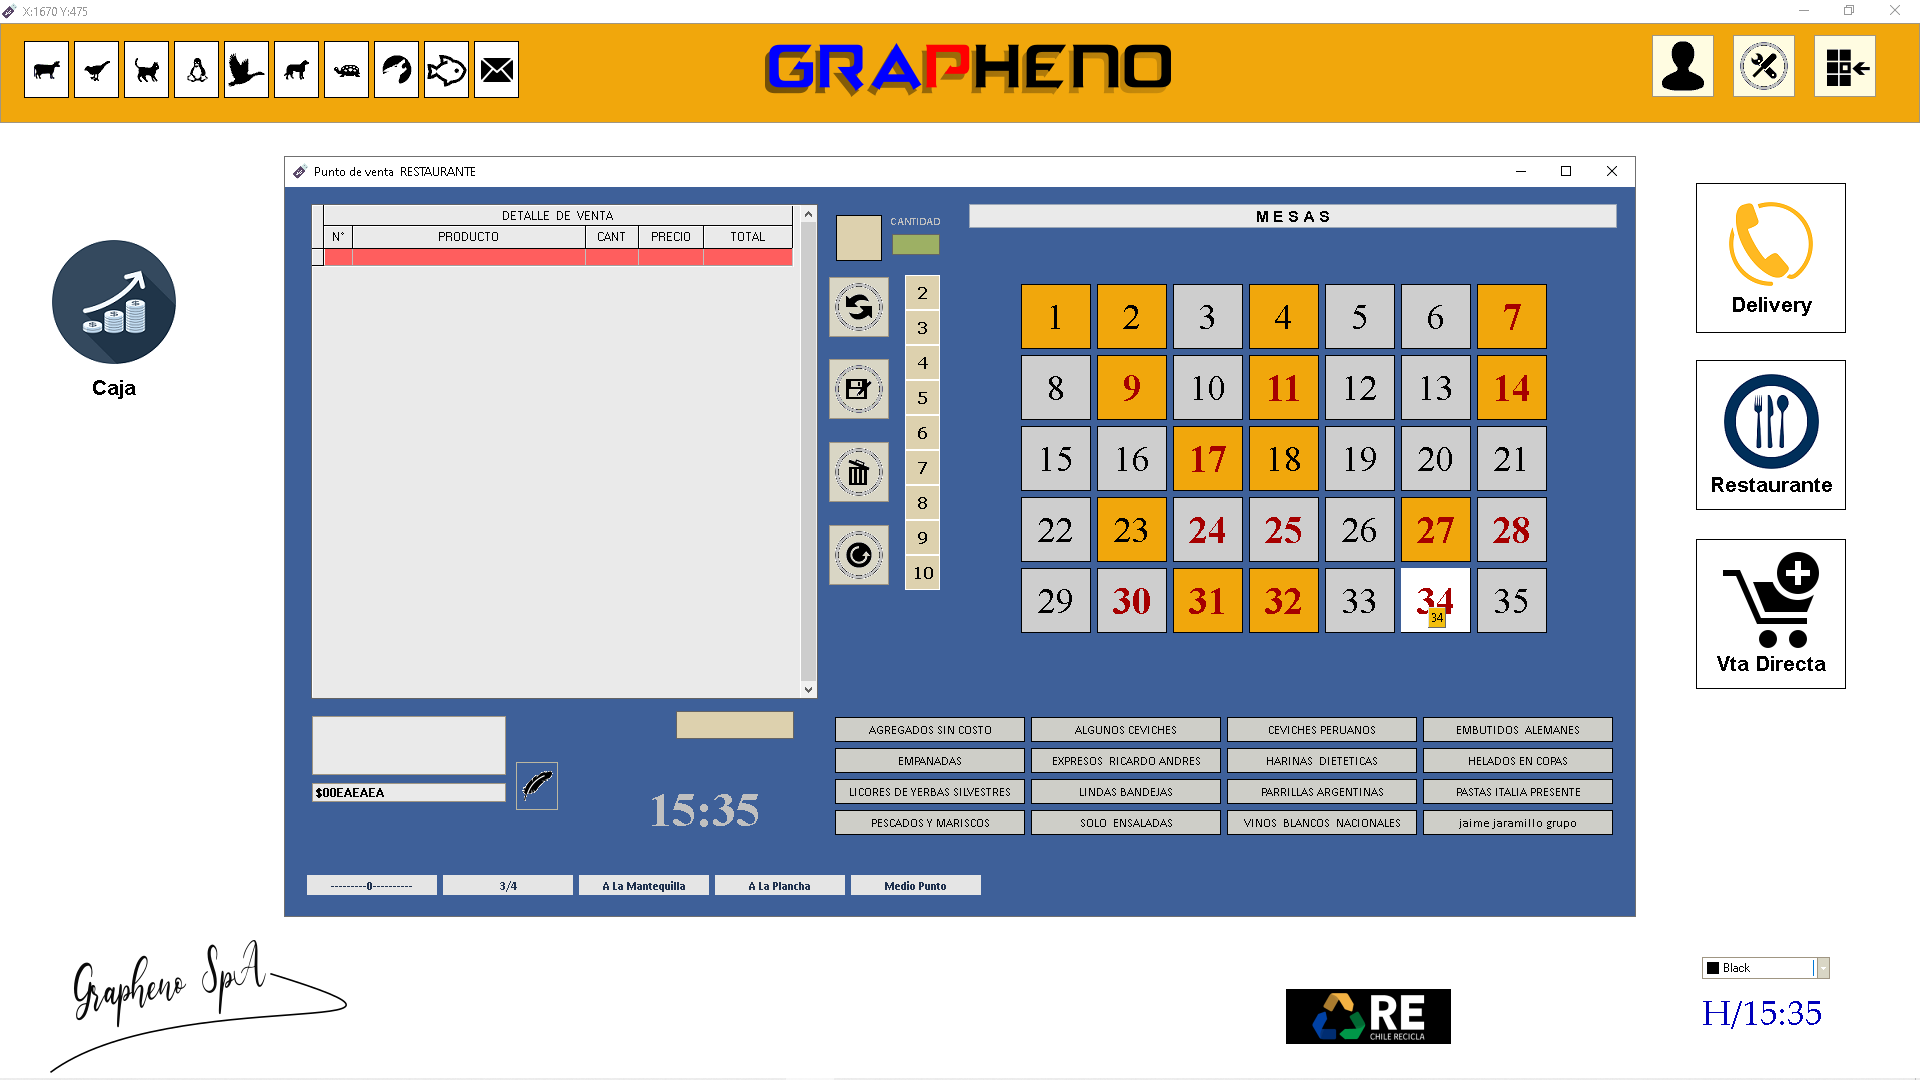 X:1670 Y:475
GRAPHENO
Punto de venta RESTAURANTE
DETALLE DE VENTA
N° PRODUCTO CANT PRECIO TOTAL
CANTIDAD
2
3
4
5
6
7
8
9
10
MESAS
1 2 3 4 5 6 7
8 9 10 11 12 13 14
15 16 17 18 19 20 21
22 23 24 25 26 27 28
29 30 31 32 33 34 35
34
Caja
Delivery
Restaurante
Vta Directa
$00EAEAEA
15:35
AGREGADOS SIN COSTO ALGUNOS CEVICHES CEVICHES PERUANOS EMBUTIDOS ALEMANES
EMPANADAS EXPRESOS RICARDO ANDRES HARINAS DIETETICAS HELADOS EN COPAS
LICORES DE YERBAS SILVESTRES LINDAS BANDEJAS PARRILLAS ARGENTINAS PASTAS ITALIA PRESENTE
PESCADOS Y MARISCOS SOLO ENSALADAS VINOS BLANCOS NACIONALES jaime jaramillo grupo
---------0---------- 3/4 A La Mantequilla A La Plancha Medio Punto
Grapheno SpA
RE
CHILE RECICLA
Black
H/15:35